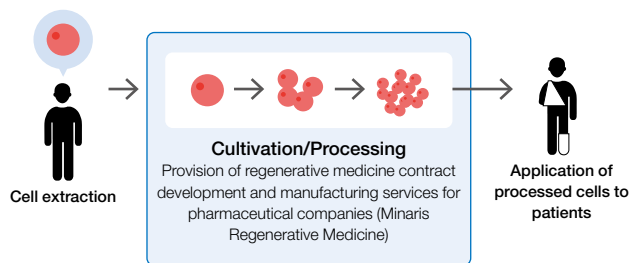 Cell extraction
Cultivation/Processing
Provision of regenerative medicine contract
development and manufacturing services for
pharmaceutical companies (Minaris
Regenerative Medicine)
Application of
processed cells to
patients